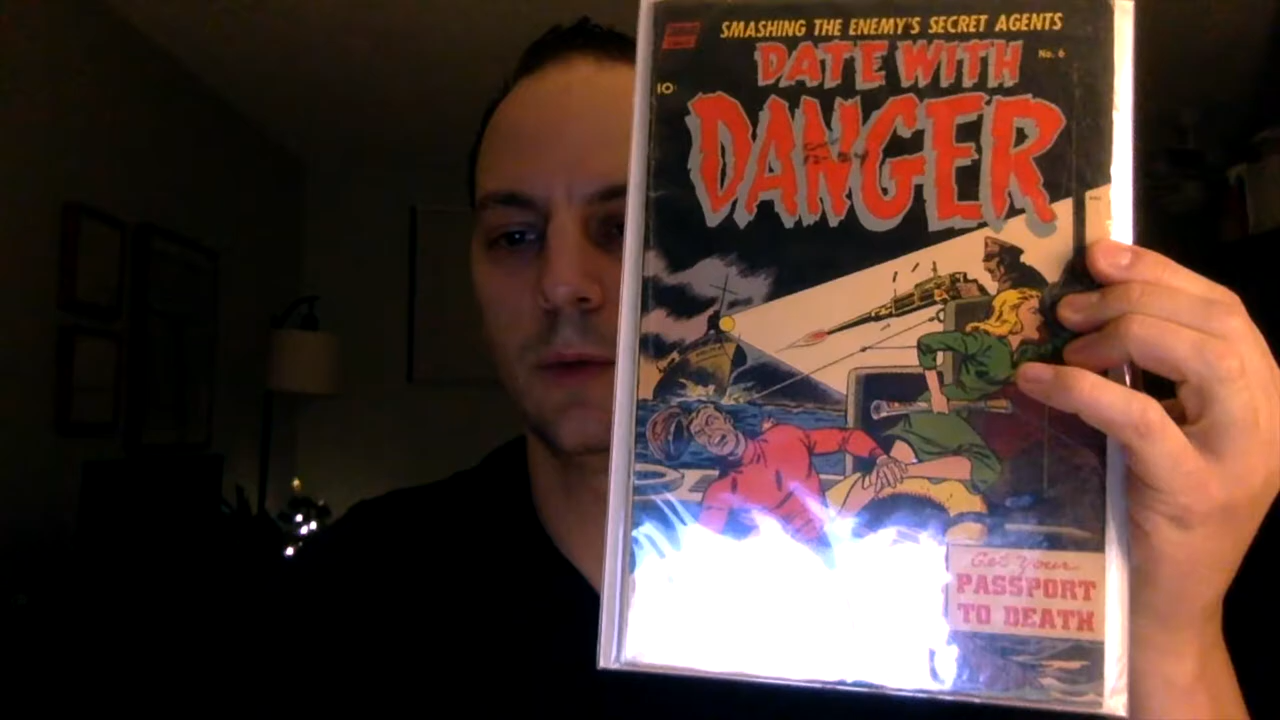 SMASHING THE ENEMY'S SECRET AGENTS
DATE WITH
No. 6
10¢
DANGER
Get Your
PASSPORT
TO DEATH